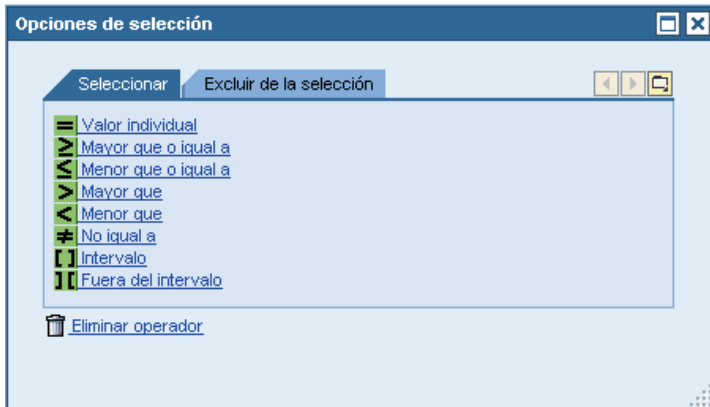 Opciones de selección
Seleccionar Excluir de la selección
= Valor individual
≥ Mayor que o igual a
≤ Menor que o igual a
> Mayor que
< Menor que
≠ No igual a
[ ] Intervalo
] [ Fuera del intervalo
Eliminar operador